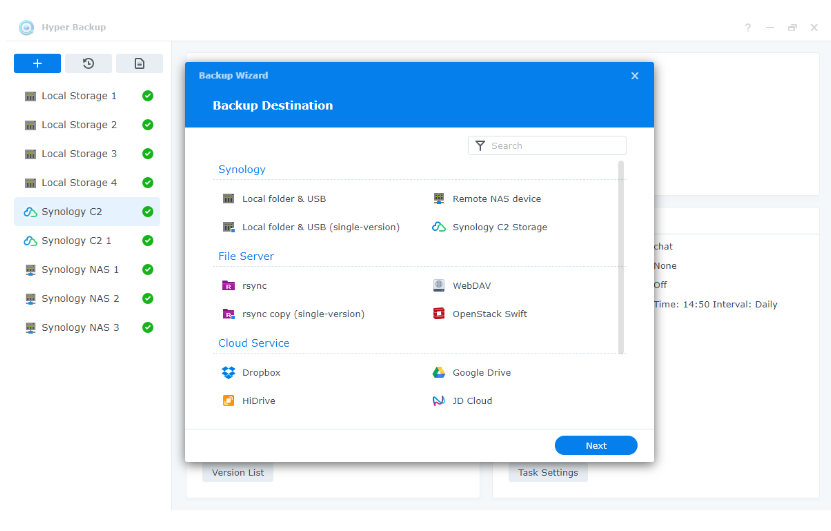 Hyper Backup
?
Local Storage 1
Local Storage 2
Local Storage 3
Local Storage 4
Synology C2
Synology C2 1
Synology NAS 1
Synology NAS 2
Synology NAS 3
Backup Wizard
Backup Destination
Search
Synology
Local folder & USB
Remote NAS device
Local folder & USB (single-version)
Synology C2 Storage
File Server
rsync
WebDAV
rsync copy (single-version)
OpenStack Swift
Cloud Service
Dropbox
Google Drive
HiDrive
JD Cloud
Next
chat
None
Off
Time: 14:50 Interval: Daily
Version List
Task Settings